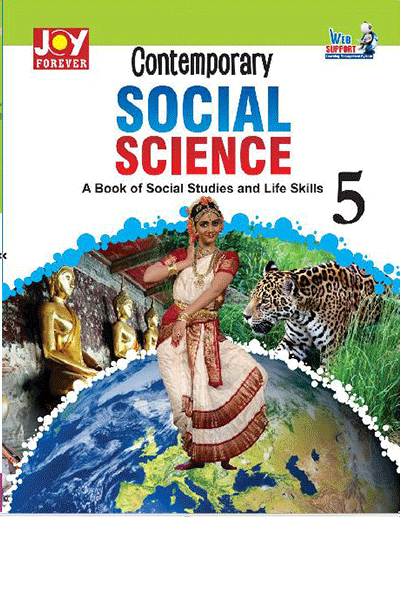 JOY
FOREVER
WEB
SUPPORT
Contemporary
SOCIAL
SCIENCE
A Book of Social Studies and Life Skills
5